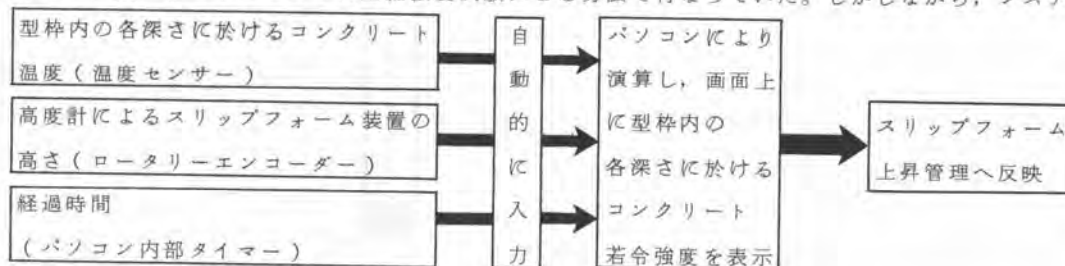 型枠内の各深さに於けるコンクリート
温度(温度センサー)
高度計によるスリップフォーム装置の
高さ(ロータリーエンコーダー)
経過時間
(パソコン内部タイマー)
自動的に入力
パソコンにより
演算し,画面上
に型枠内の
各深さに於ける
コンクリート
若令強度を表示
スリップフォーム
上昇管理へ反映